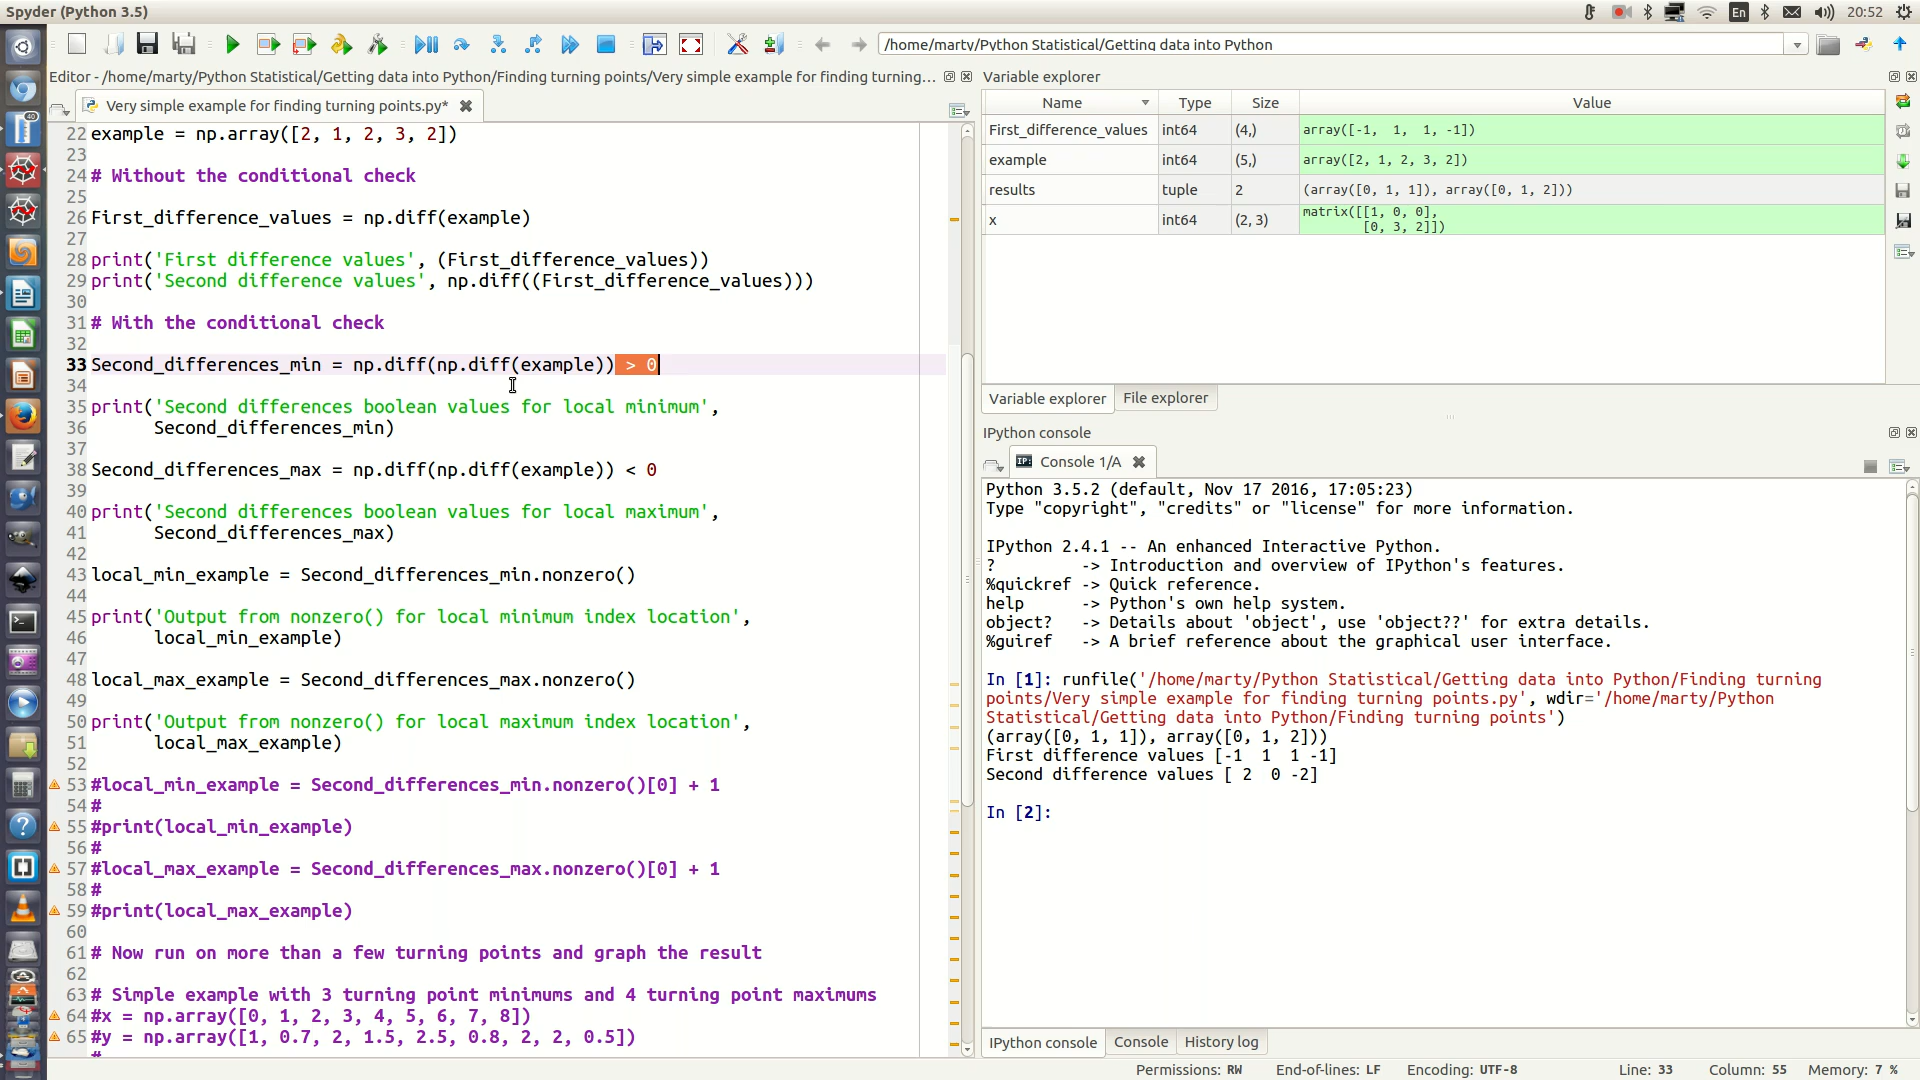 Spyder (Python 3.5)
En
20:52
/home/marty/Python Statistical/Getting data into Python
Editor - /home/marty/Python Statistical/Getting data into Python/Finding turning points/Very simple example for finding turning...
Very simple example for finding turning points.py*
22 example = np.array([2, 1, 2, 3, 2])
23
24 # Without the conditional check
25
26 First_difference_values = np.diff(example)
27
28 print('First difference values', (First_difference_values))
29 print('Second difference values', np.diff((First_difference_values)))
30
31 # With the conditional check
32
33 Second_differences_min = np.diff(np.diff(example)) > 0
34
35 print('Second differences boolean values for local minimum',
36 Second_differences_min)
37
38 Second_differences_max = np.diff(np.diff(example)) < 0
39
40 print('Second differences boolean values for local maximum',
41 Second_differences_max)
42
43 local_min_example = Second_differences_min.nonzero()
44
45 print('Output from nonzero() for local minimum index location',
46 local_min_example)
47
48 local_max_example = Second_differences_max.nonzero()
49
50 print('Output from nonzero() for local maximum index location',
51 local_max_example)
52
53 #local_min_example = Second_differences_min.nonzero()[0] + 1
54 #
55 #print(local_min_example)
56 #
57 #local_max_example = Second_differences_max.nonzero()[0] + 1
58 #
59 #print(local_max_example)
60
61 # Now run on more than a few turning points and graph the result
62
63 # Simple example with 3 turning point minimums and 4 turning point maximums
64 #x = np.array([0, 1, 2, 3, 4, 5, 6, 7, 8])
65 #y = np.array([1, 0.7, 2, 1.5, 2.5, 0.8, 2, 2, 0.5])
Variable explorer
Name Type Size Value
First_difference_values int64 (4,) array([-1, 1, 1, -1])
example int64 (5,) array([2, 1, 2, 3, 2])
results tuple 2 (array([0, 1, 1]), array([0, 1, 2]))
x int64 (2, 3) matrix([[1, 0, 0],
[0, 3, 2]])
Variable explorer File explorer
IPython console
IP: Console 1/A
Python 3.5.2 (default, Nov 17 2016, 17:05:23)
Type "copyright", "credits" or "license" for more information.
IPython 2.4.1 -- An enhanced Interactive Python.
? -> Introduction and overview of IPython's features.
%quickref -> Quick reference.
help -> Python's own help system.
object? -> Details about 'object', use 'object??' for extra details.
%guiref -> A brief reference about the graphical user interface.
In [1]: runfile('/home/marty/Python Statistical/Getting data into Python/Finding turning
points/Very simple example for finding turning points.py', wdir='/home/marty/Python
Statistical/Getting data into Python/Finding turning points')
(array([0, 1, 1]), array([0, 1, 2]))
First difference values [-1 1 1 -1]
Second difference values [ 2 0 -2]
In [2]:
IPython console Console History log
Permissions: RW End-of-lines: LF Encoding: UTF-8 Line: 33 Column: 55 Memory: 7 %